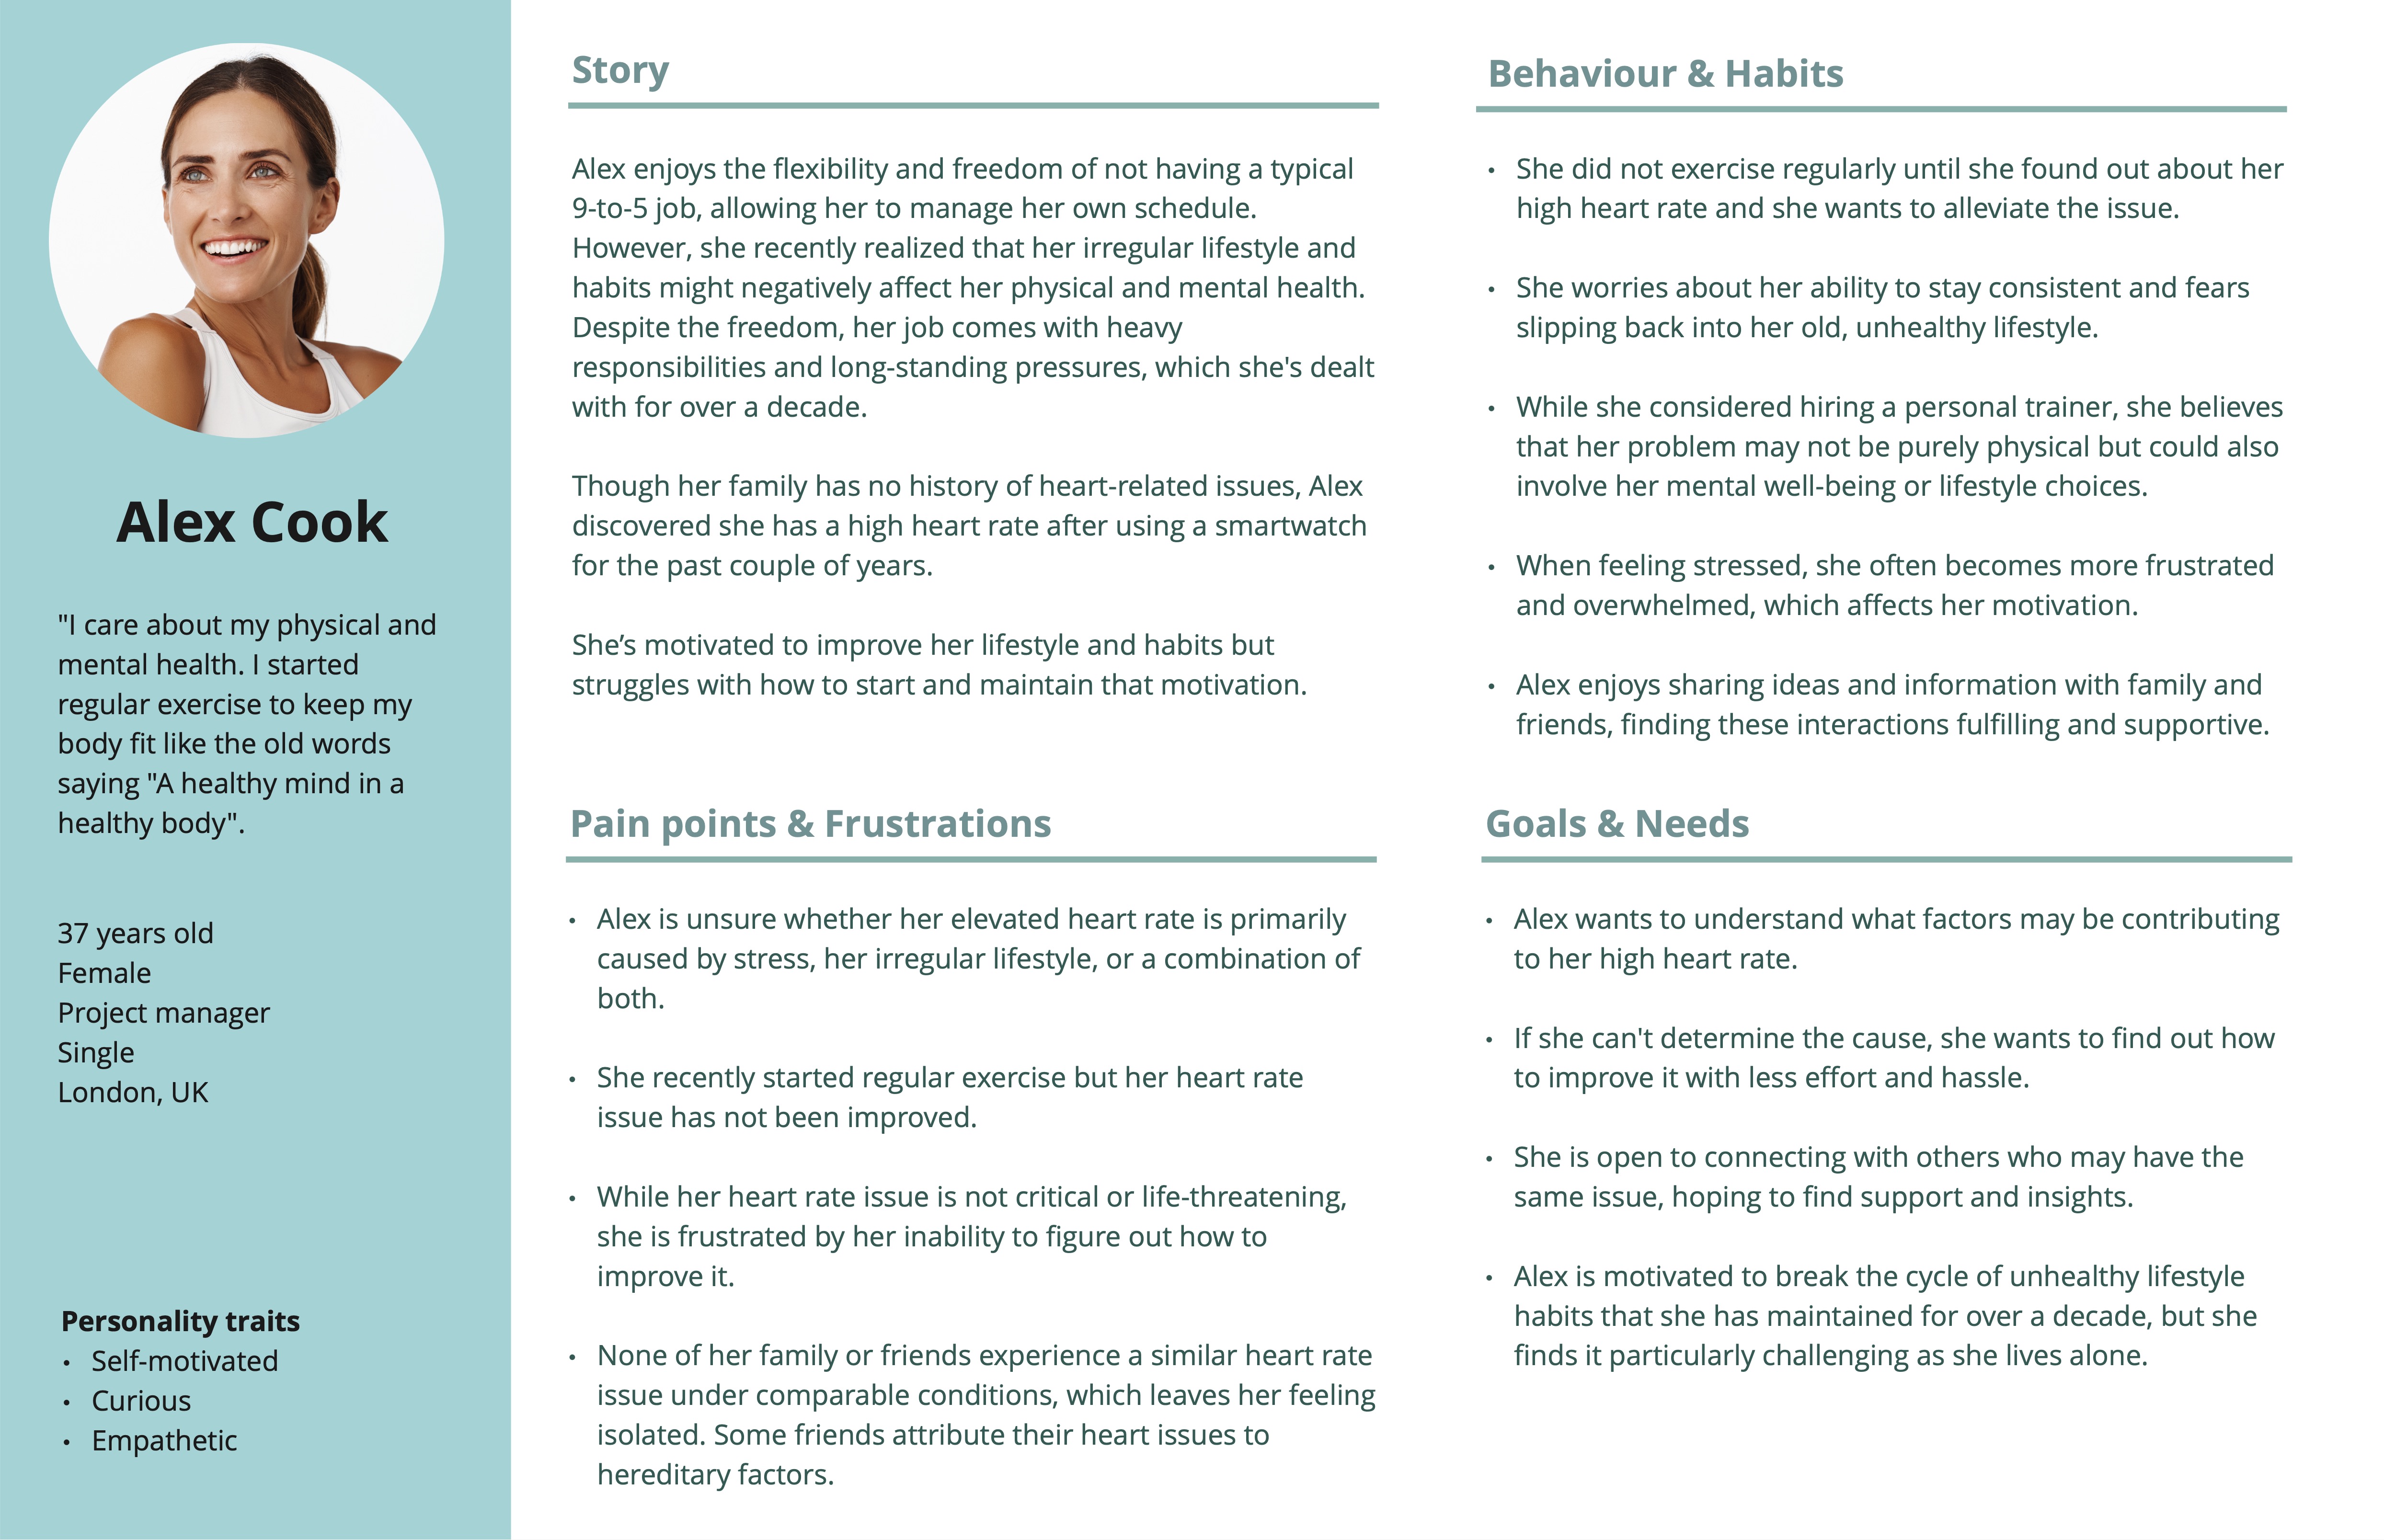 Alex Cook
"I care about my physical and
mental health. I started
regular exercise to keep my
body fit like the old words
saying "A healthy mind in a
healthy body".
37 years old
Female
Project manager
Single
London, UK
Personality traits
• Self-motivated
• Curious
• Empathetic
Story
Alex enjoys the flexibility and freedom of not having a typical
9-to-5 job, allowing her to manage her own schedule.
However, she recently realized that her irregular lifestyle and
habits might negatively affect her physical and mental health.
Despite the freedom, her job comes with heavy
responsibilities and long-standing pressures, which she's dealt
with for over a decade.
Though her family has no history of heart-related issues, Alex
discovered she has a high heart rate after using a smartwatch
for the past couple of years.
She’s motivated to improve her lifestyle and habits but
struggles with how to start and maintain that motivation.
Behaviour & Habits
• She did not exercise regularly until she found out about her
high heart rate and she wants to alleviate the issue.
• She worries about her ability to stay consistent and fears
slipping back into her old, unhealthy lifestyle.
• While she considered hiring a personal trainer, she believes
that her problem may not be purely physical but could also
involve her mental well-being or lifestyle choices.
• When feeling stressed, she often becomes more frustrated
and overwhelmed, which affects her motivation.
• Alex enjoys sharing ideas and information with family and
friends, finding these interactions fulfilling and supportive.
Pain points & Frustrations
• Alex is unsure whether her elevated heart rate is primarily
caused by stress, her irregular lifestyle, or a combination of
both.
• She recently started regular exercise but her heart rate
issue has not been improved.
• While her heart rate issue is not critical or life-threatening,
she is frustrated by her inability to figure out how to
improve it.
• None of her family or friends experience a similar heart rate
issue under comparable conditions, which leaves her feeling
isolated. Some friends attribute their heart issues to
hereditary factors.
Goals & Needs
• Alex wants to understand what factors may be contributing
to her high heart rate.
• If she can't determine the cause, she wants to find out how
to improve it with less effort and hassle.
• She is open to connecting with others who may have the
same issue, hoping to find support and insights.
• Alex is motivated to break the cycle of unhealthy lifestyle
habits that she has maintained for over a decade, but she
finds it particularly challenging as she lives alone.